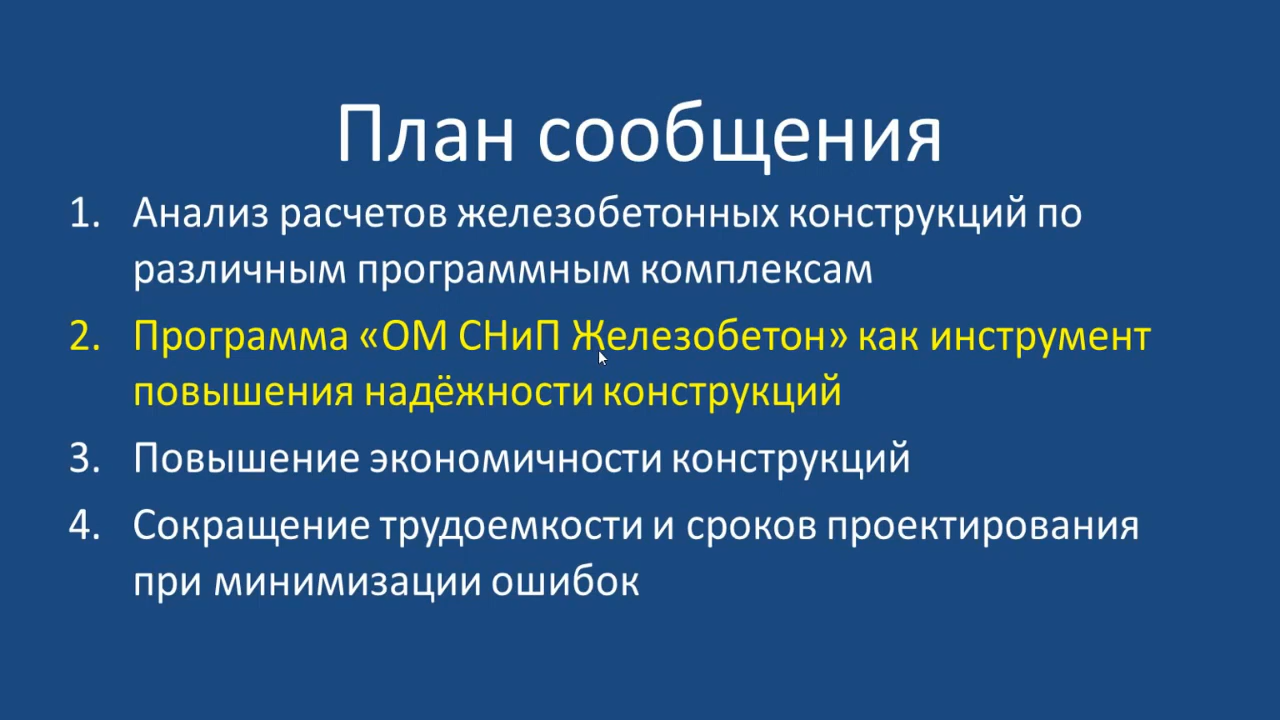 План сообщения
1. Анализ расчетов железобетонных конструкций по
различным программным комплексам
2. Программа «ОМ СНиП Железобетон» как инструмент
повышения надёжности конструкций
3. Повышение экономичности конструкций
4. Сокращение трудоемкости и сроков проектирования
при минимизации ошибок